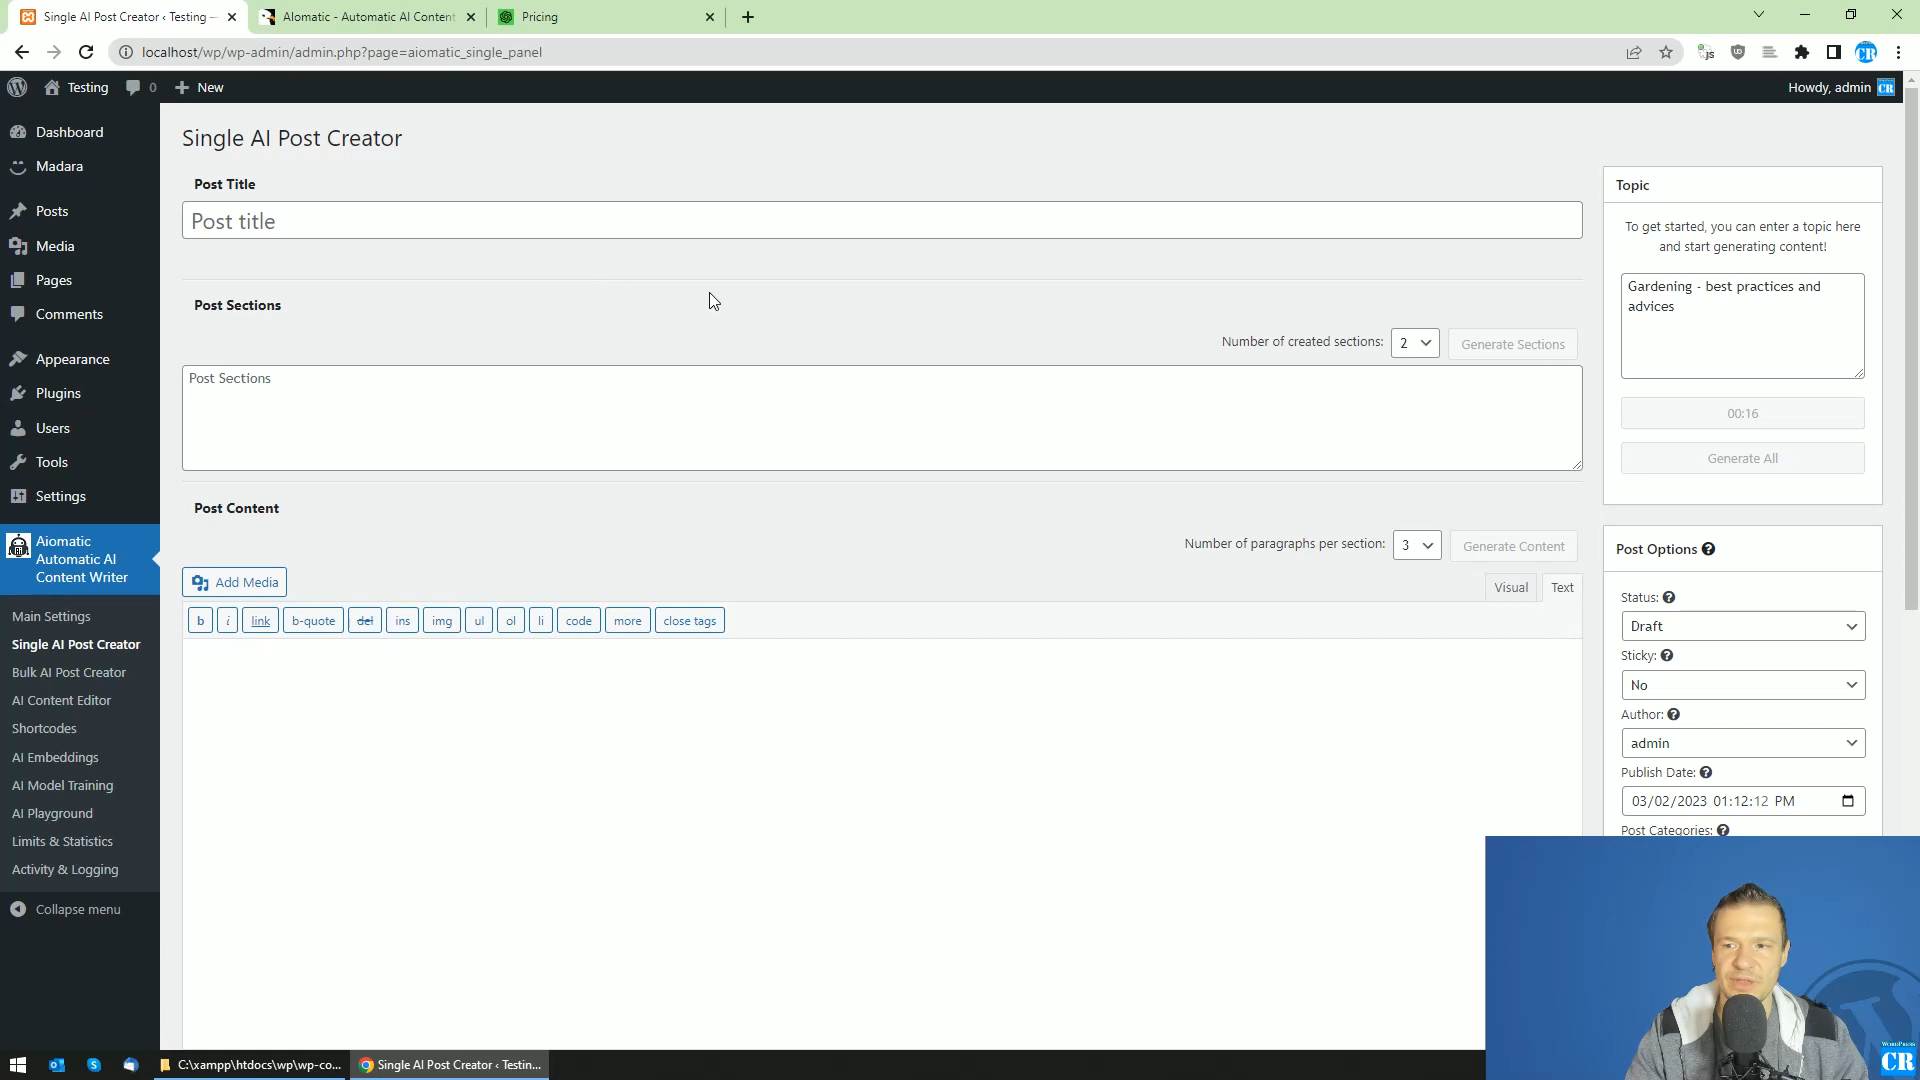 Single AI Post Creator ‹ Testing —
AIomatic - Automatic AI Content
Pricing
localhost/wp/wp-admin/admin.php?page=aiomatic_single_panel
Testing
0
New
Howdy, admin
Dashboard
Madara
Posts
Media
Pages
Comments
Appearance
Plugins
Users
Tools
Settings
Aiomatic
Automatic AI
Content Writer
Main Settings
Single AI Post Creator
Bulk AI Post Creator
AI Content Editor
Shortcodes
AI Embeddings
AI Model Training
AI Playground
Limits & Statistics
Activity & Logging
Collapse menu
Single AI Post Creator
Post Title
Post title
Post Sections
Number of created sections: 2 Generate Sections
Post Sections
Post Content
Number of paragraphs per section: 3 Generate Content
Add Media
Visual Text
b i link b-quote del ins img ul ol li code more close tags
Topic
To get started, you can enter a topic here
and start generating content!
Gardening - best practices and
advices
00:16
Generate All
Post Options
Status:
Draft
Sticky:
No
Author:
admin
Publish Date:
03/02/2023 01:12:12 PM
Post Categories:
WORDPRESS
CR
C:\xampp\htdocs\wp\wp-co...
Single AI Post Creator ‹ Testin...